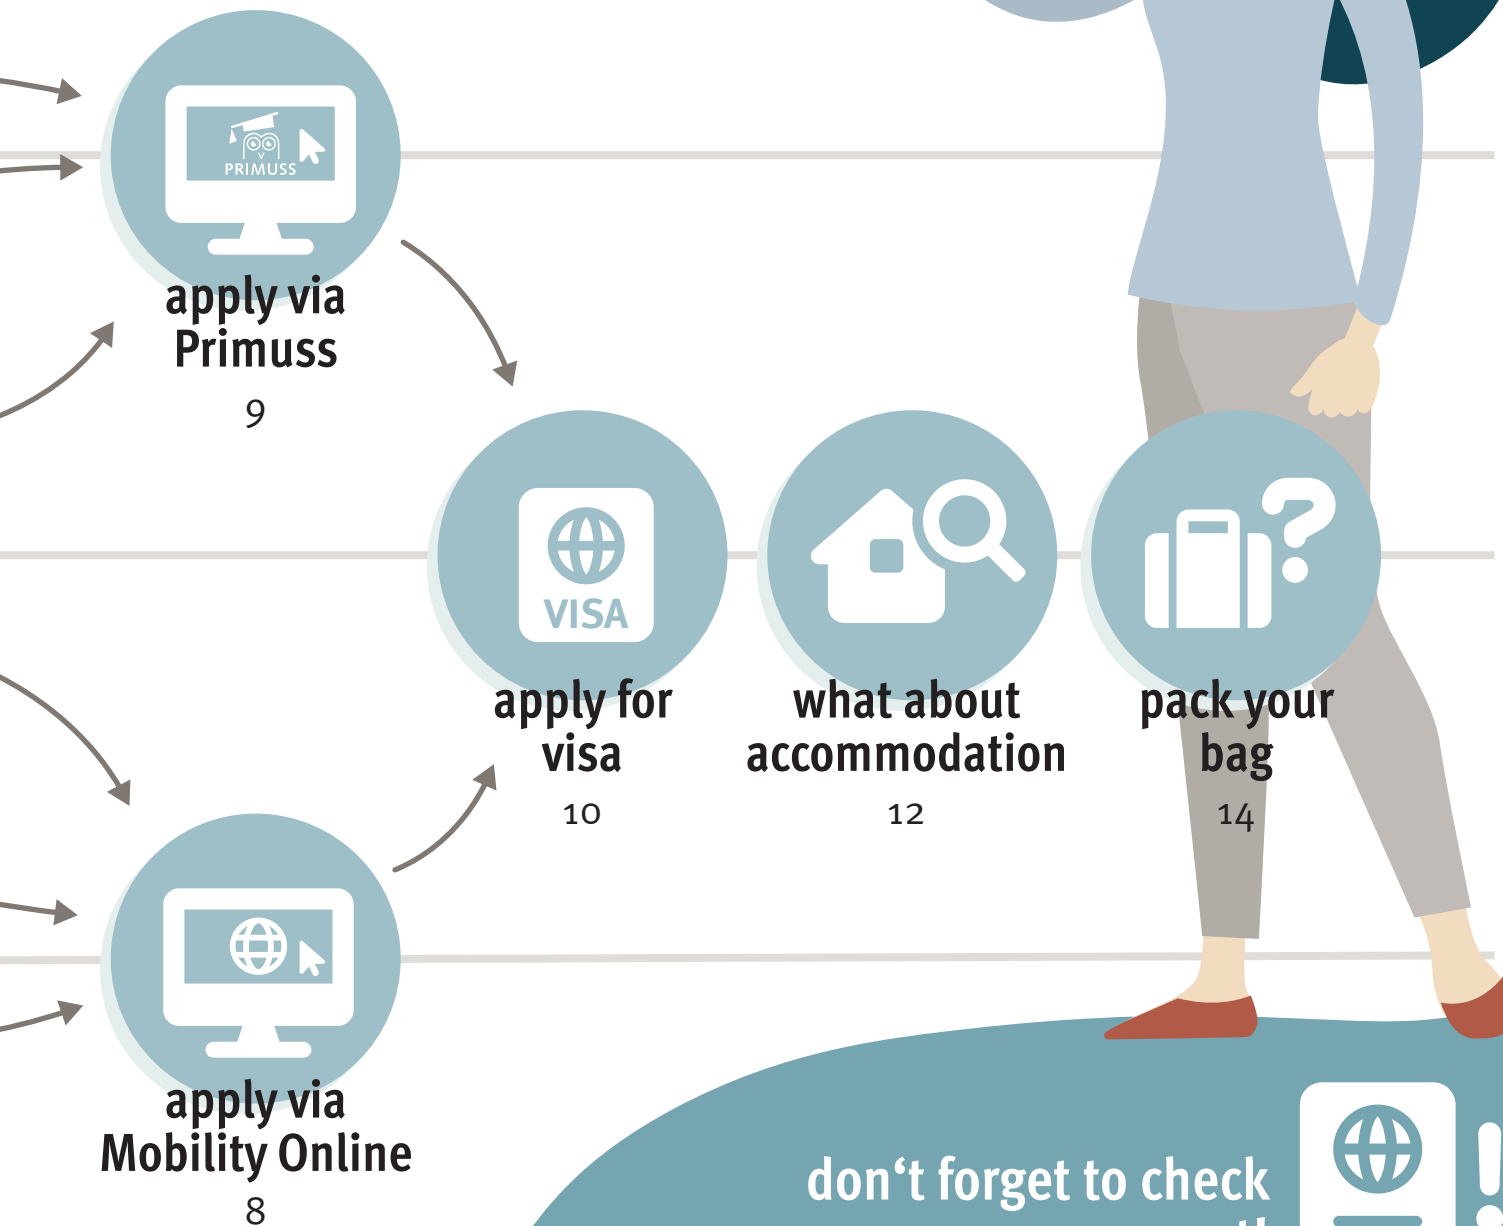 PRIMUSS
apply via
Primuss
9
VISA
apply for
visa
10
what about
accommodation
12
pack your
bag
14
apply via
Mobility Online
8
don‘t forget to check
!